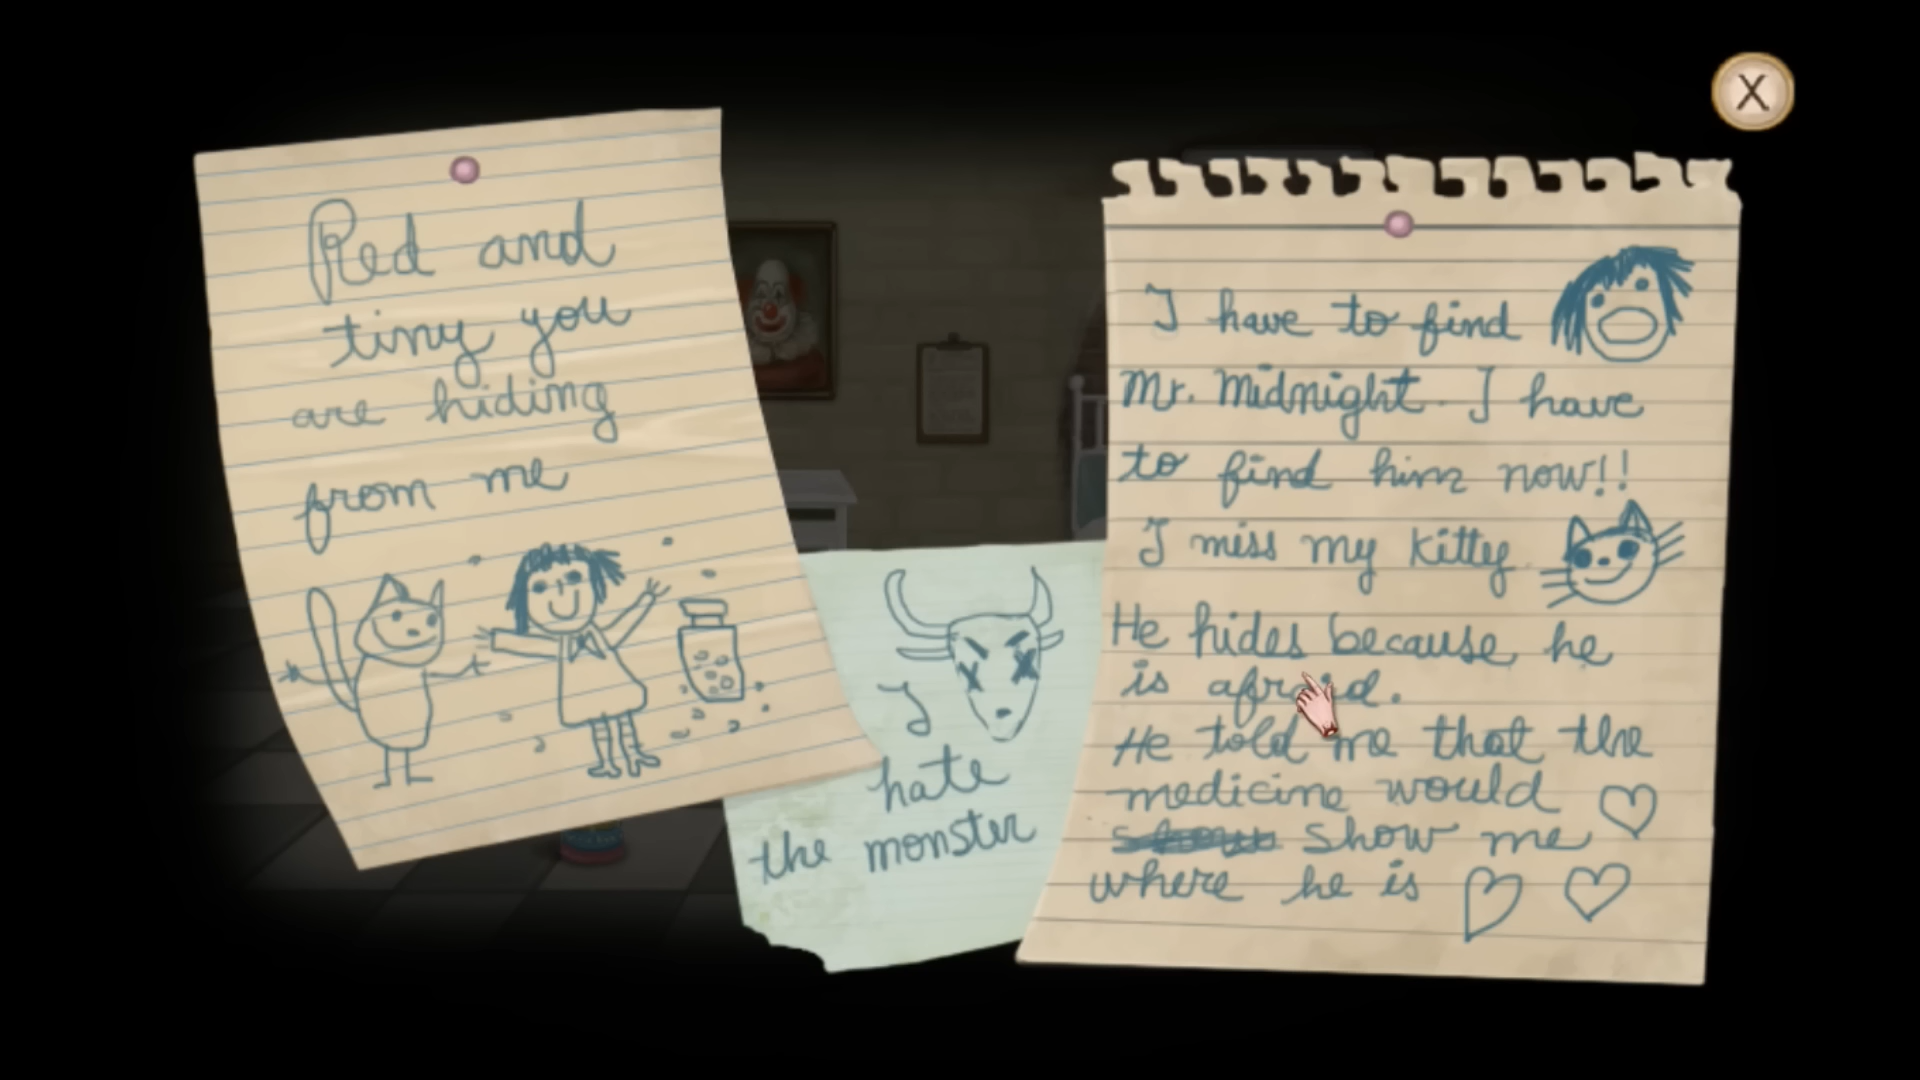 Red and
tiny you
are hiding
from me
I
hate
the monster
I have to find
Mr. Midnight. I have
to find him now!!
I miss my Kitty.
He hides because he
is afraid.
He told me that the
medicine would
show me
where he is
X